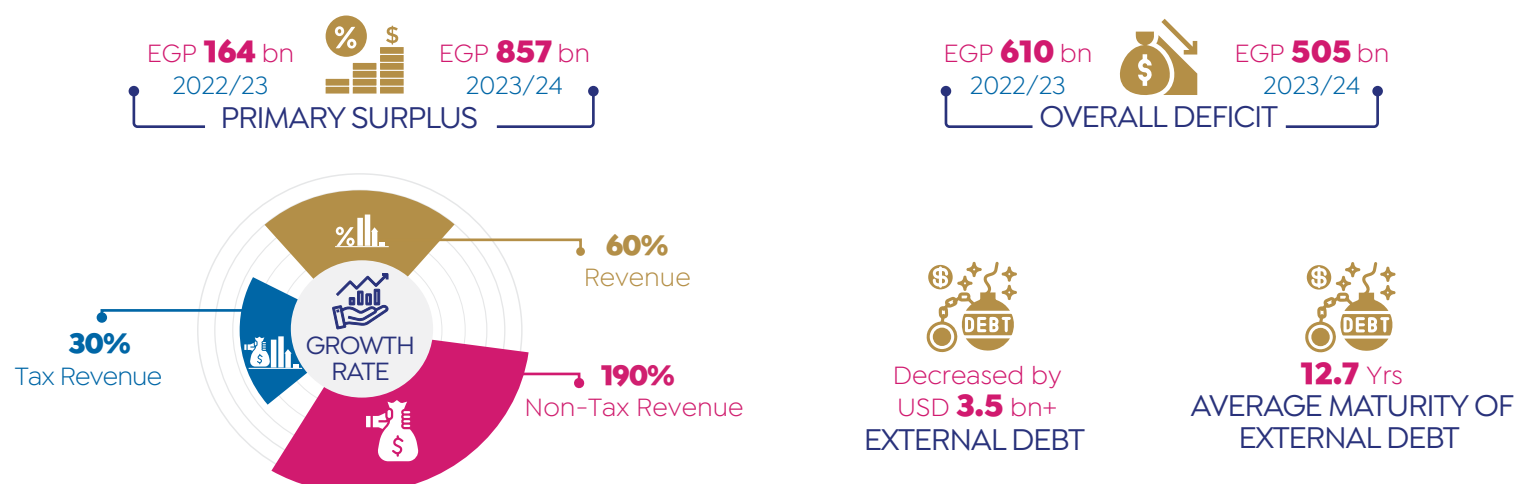 EGP 164 bn
2022/23
% $
EGP 857 bn
2023/24
PRIMARY SURPLUS
EGP 610 bn
2022/23
$
EGP 505 bn
2023/24
OVERALL DEFICIT
%
60%
Revenue
GROWTH
RATE
30%
Tax Revenue
$
190%
Non-Tax Revenue
$
$
DEBT
Decreased by
USD 3.5 bn+
EXTERNAL DEBT
$
DEBT
12.7 Yrs
AVERAGE MATURITY OF
EXTERNAL DEBT